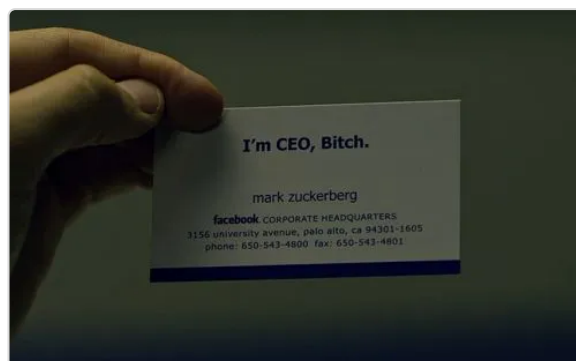 I'm CEO, Bitch.
mark zuckerberg
facebook. CORPORATE HEADQUARTERS
3156 university avenue, palo alto, ca 94301-1605
phone: 650-543-4800 fax: 650-543-4801